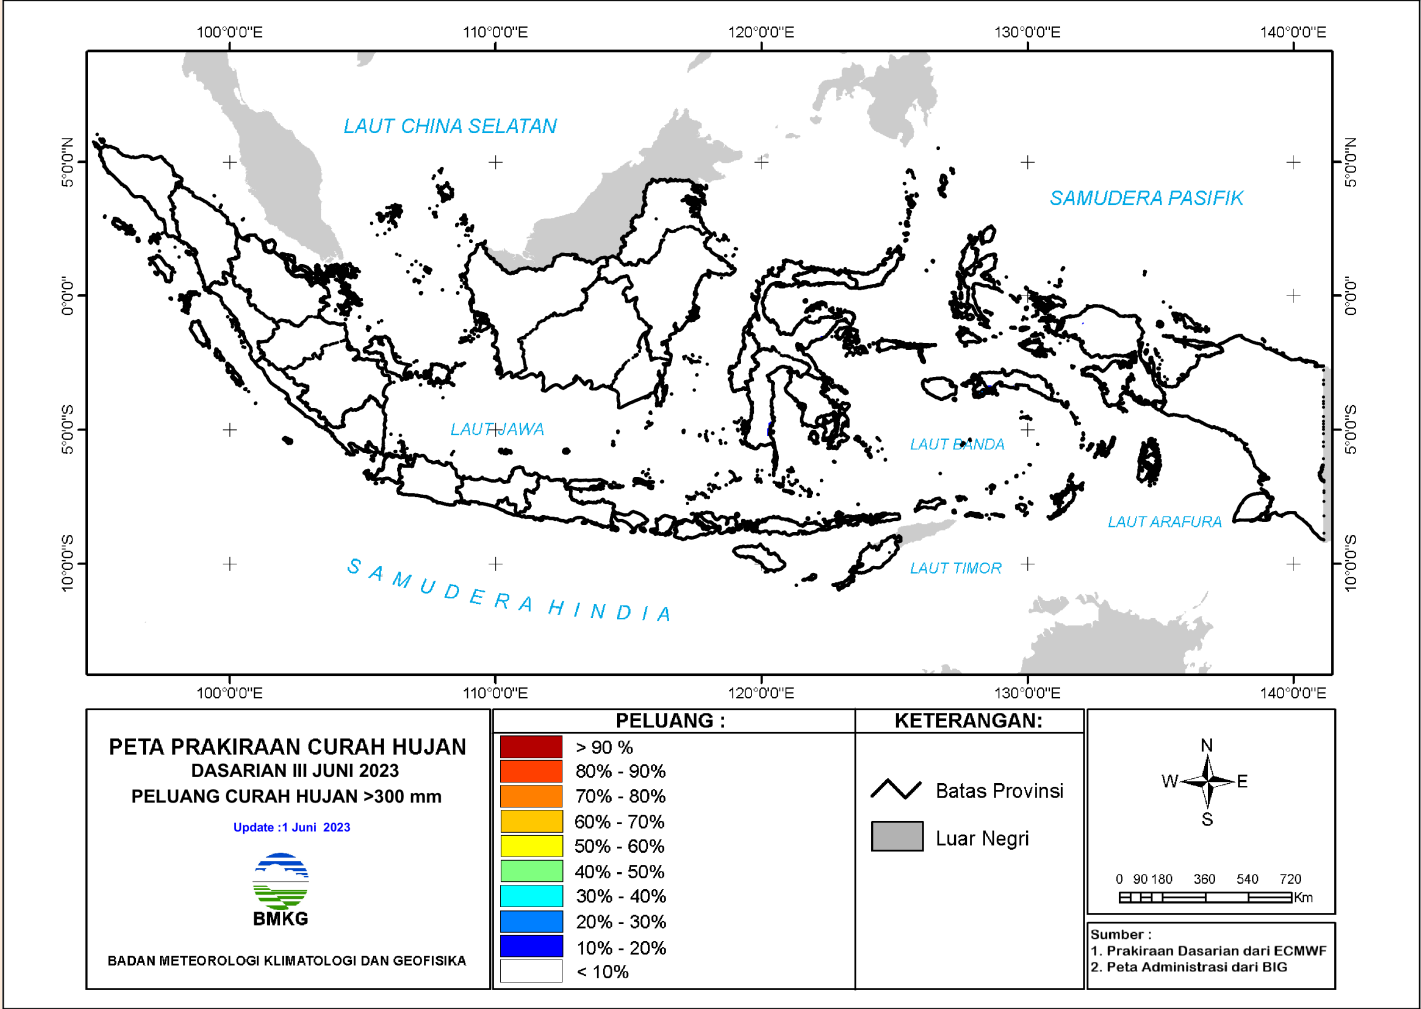 100°0'0"E 110°0'0"E 120°0'0"E 130°0'0"E 140°0'0"E
5°0'0"N 5°0'0"N
0°0'0" 0°0'0"
5°0'0"S 5°0'0"S
10°0'0"S 10°0'0"S
LAUT CHINA SELATAN
SAMUDERA PASIFIK
LAUT JAWA
LAUT BANDA
LAUT ARAFURA
LAUT TIMOR
SAMUDERA HINDIA
100°0'0"E 110°0'0"E 120°0'0"E 130°0'0"E 140°0'0"E
PETA PRAKIRAAN CURAH HUJAN
DASARIAN III JUNI 2023
PELUANG CURAH HUJAN >300 mm
Update :1 Juni 2023
BMKG
BADAN METEOROLOGI KLIMATOLOGI DAN GEOFISIKA
PELUANG :
> 90 %
80% - 90%
70% - 80%
60% - 70%
50% - 60%
40% - 50%
30% - 40%
20% - 30%
10% - 20%
< 10%
KETERANGAN:
Batas Provinsi
Luar Negri
N
W E
S
0 90 180 360 540 720
Km
Sumber :
1. Prakiraan Dasarian dari ECMWF
2. Peta Administrasi dari BIG